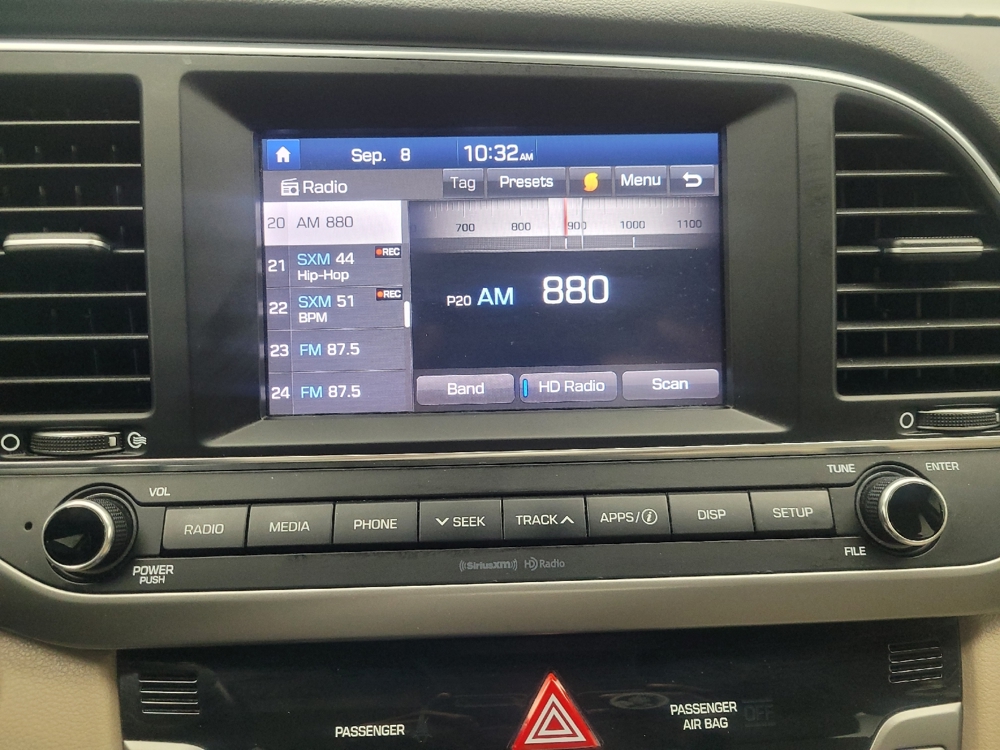 Sep. 8 10:32 AM
Radio Tag Presets Menu
20 AM 880
21 SXM 44 REC
Hip-Hop
22 SXM 51 REC
BPM
23 FM 87.5
24 FM 87.5
700 800 900 1000 1100
P20 AM 880
Band HD Radio Scan
VOL
TUNE
ENTER
RADIO MEDIA PHONE SEEK TRACK APPS/i DISP SETUP
POWER
PUSH
FILE
((SiriusXM)) HD Radio
PASSENGER
PASSENGER
AIR BAG OFF